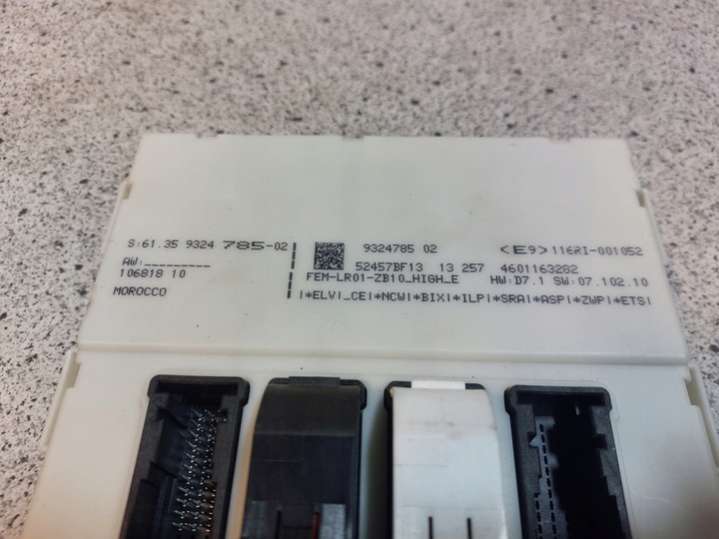 S:61.35 9324 785-02
AW:_________
106818 10
MOROCCO
9324785 02
52457BF13 13 257
FEM-LR01-ZB10_HIGH_E
<E9>116RI-001052
4601163282
HW:D7.1 SW:07.102.10
|*ELV|_CE|*NCW|*BIX|*ILP|*SRA|*ASP|*ZWP|*ETS|